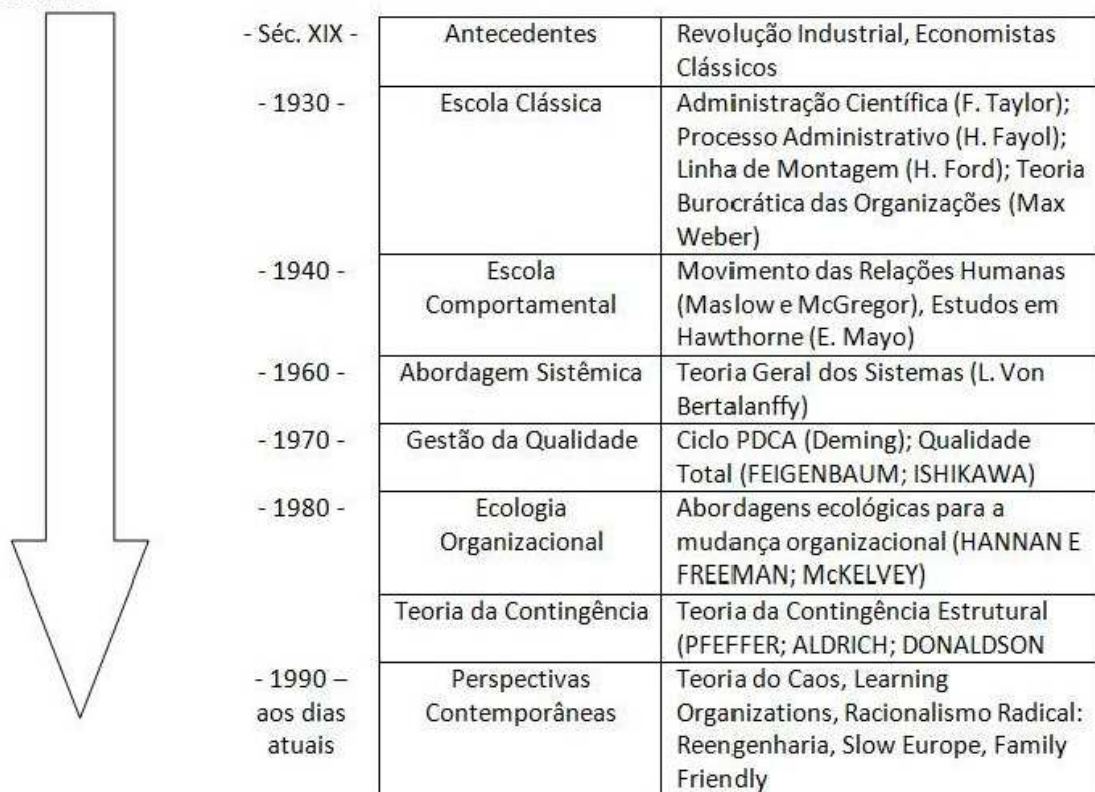 - Séc. XIX -
Antecedentes
Revolução Industrial, Economistas
Clássicos
- 1930 -
Escola Clássica
Administração Científica (F. Taylor);
Processo Administrativo (H. Fayol);
Linha de Montagem (H. Ford); Teoria
Burocrática das Organizações (Max
Weber)
- 1940 -
Escola
Comportamental
Movimento das Relações Humanas
(Maslow e McGregor), Estudos em
Hawthorne (E. Mayo)
- 1960 -
Abordagem Sistêmica
Teoria Geral dos Sistemas (L. Von
Bertalanffy)
- 1970 -
Gestão da Qualidade
Ciclo PDCA (Deming); Qualidade
Total (FEIGENBAUM; ISHIKAWA)
- 1980 -
Ecologia
Organizacional
Abordagens ecológicas para a
mudança organizacional (HANNAN E
FREEMAN; McKELVEY)
Teoria da Contingência
Teoria da Contingência Estrutural
(PFEFFER; ALDRICH; DONALDSON
- 1990 –
aos dias
atuais
Perspectivas
Contemporâneas
Teoria do Caos, Learning
Organizations, Racionalismo Radical:
Reengenharia, Slow Europe, Family
Friendly